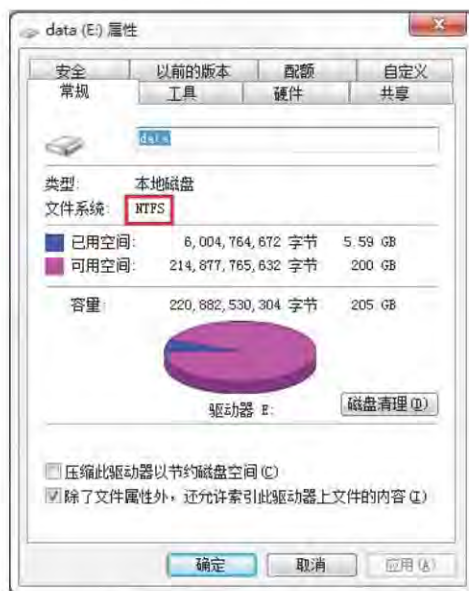 data (E:) 属性
安全 以前的版本 配额 自定义
常规 工具 硬件 共享
data
类型: 本地磁盘
文件系统: NTFS
已用空间: 6,004,764,672 字节 5.59 GB
可用空间: 214,877,765,632 字节 200 GB
容量: 220,882,530,304 字节 205 GB
驱动器 E: 磁盘清理(D)
压缩此驱动器以节约磁盘空间(C)
除了文件属性外，还允许索引此驱动器上文件的内容(I)
确定 取消 应用(A)